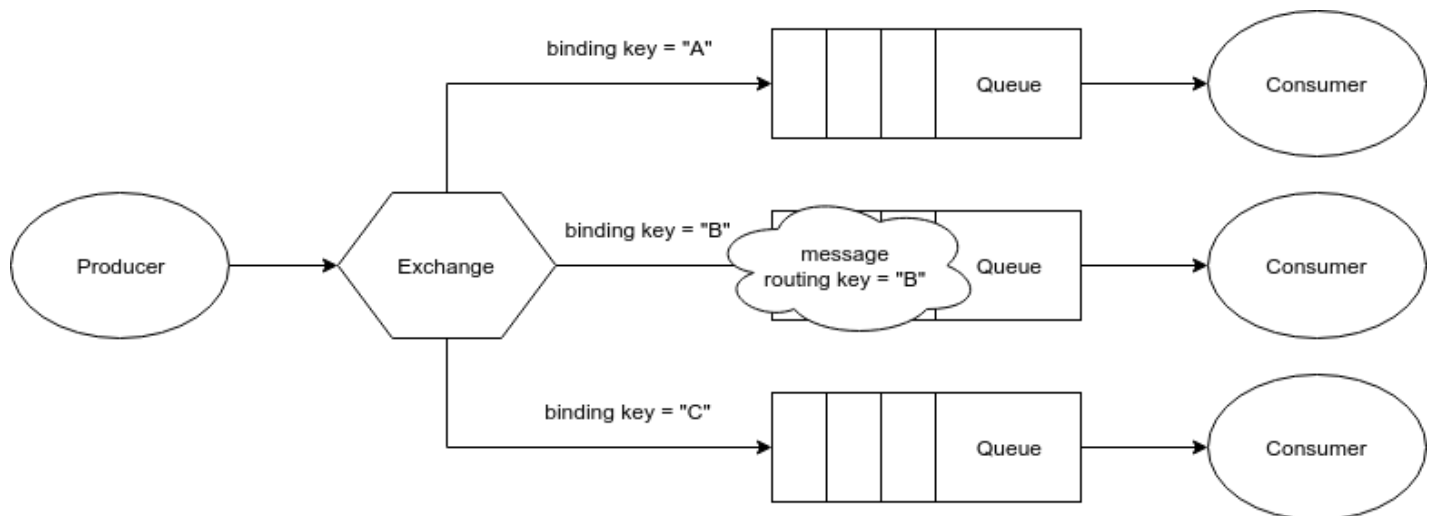 binding key = "A"
Queue
Consumer
Producer
Exchange
binding key = "B"
message
routing key = "B"
Queue
Consumer
binding key = "C"
Queue
Consumer